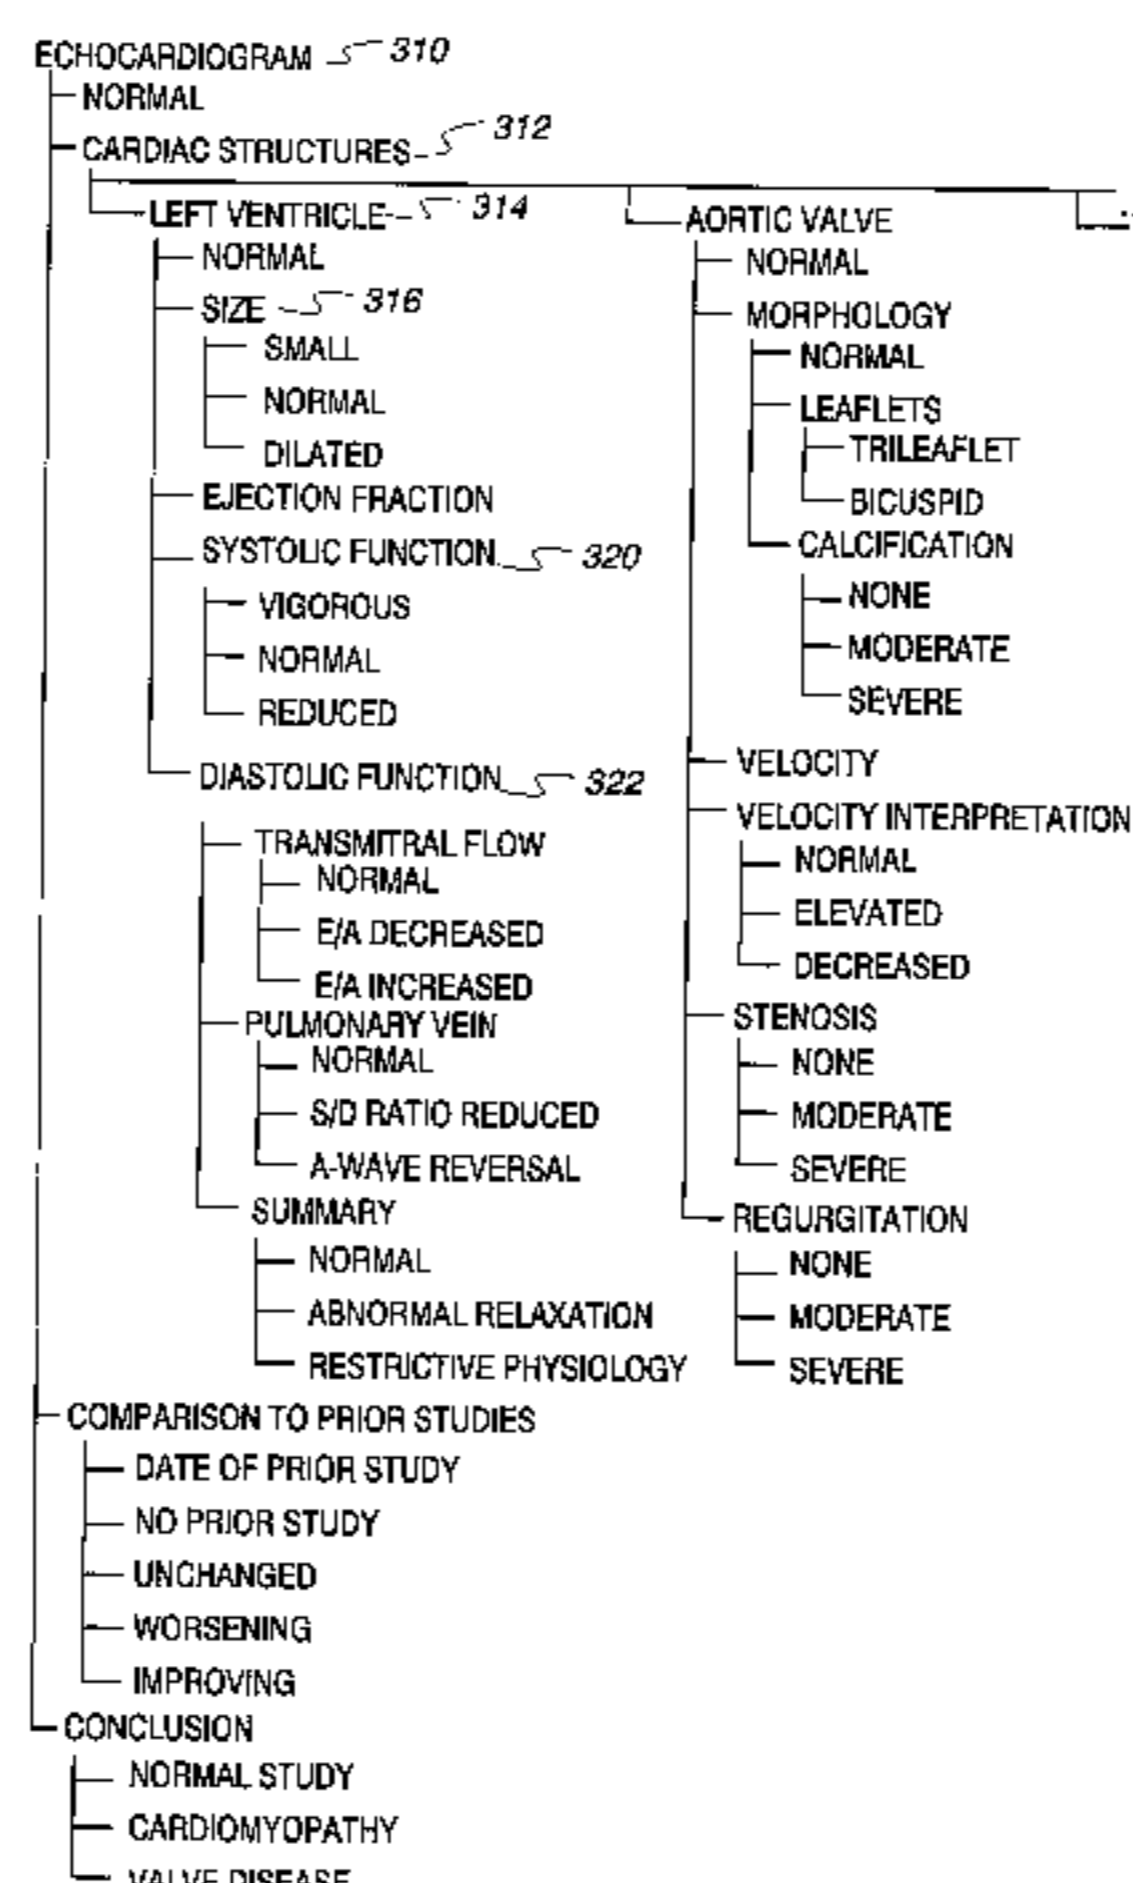 ECHOCARDIOGRAM 310
NORMAL
CARDIAC STRUCTURES 312
LEFT VENTRICLE 314
NORMAL
SIZE 316
SMALL
NORMAL
DILATED
EJECTION FRACTION
SYSTOLIC FUNCTION 320
VIGOROUS
NORMAL
REDUCED
DIASTOLIC FUNCTION 322
TRANSMITRAL FLOW
NORMAL
E/A DECREASED
E/A INCREASED
PULMONARY VEIN
NORMAL
S/D RATIO REDUCED
A-WAVE REVERSAL
SUMMARY
NORMAL
ABNORMAL RELAXATION
RESTRICTIVE PHYSIOLOGY
AORTIC VALVE
NORMAL
MORPHOLOGY
NORMAL
LEAFLETS
TRILEAFLET
BICUSPID
CALCIFICATION
NONE
MODERATE
SEVERE
VELOCITY
VELOCITY INTERPRETATION
NORMAL
ELEVATED
DECREASED
STENOSIS
NONE
MODERATE
SEVERE
REGURGITATION
NONE
MODERATE
SEVERE
COMPARISON TO PRIOR STUDIES
DATE OF PRIOR STUDY
NO PRIOR STUDY
UNCHANGED
WORSENING
IMPROVING
CONCLUSION
NORMAL STUDY
CARDIOMYOPATHY
VALVE DISEASE